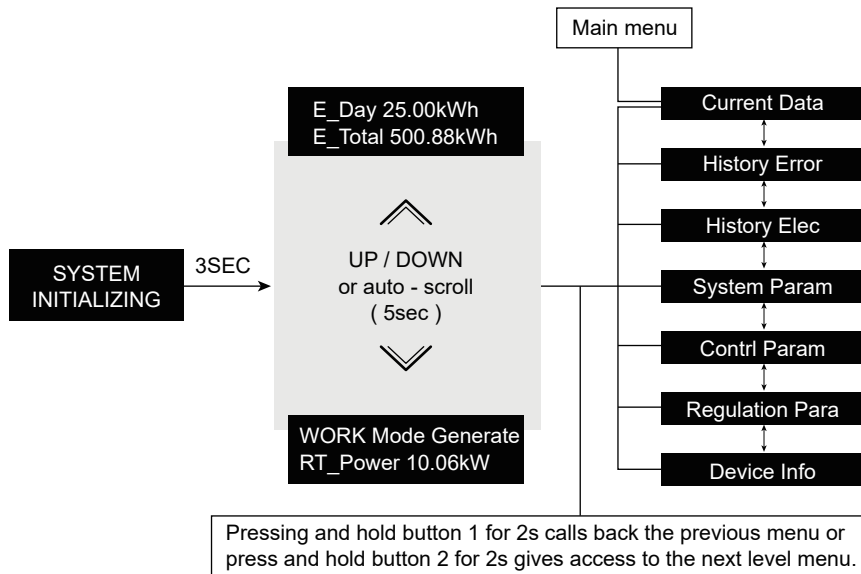 Main menu
E_Day 25.00kWh
E_Total 500.88kWh
SYSTEM
INITIALIZING
3SEC
UP / DOWN
or auto - scroll
( 5sec )
WORK Mode Generate
RT_Power 10.06kW
Current Data
History Error
History Elec
System Param
Contrl Param
Regulation Para
Device Info
Pressing and hold button 1 for 2s calls back the previous menu or
press and hold button 2 for 2s gives access to the next level menu.